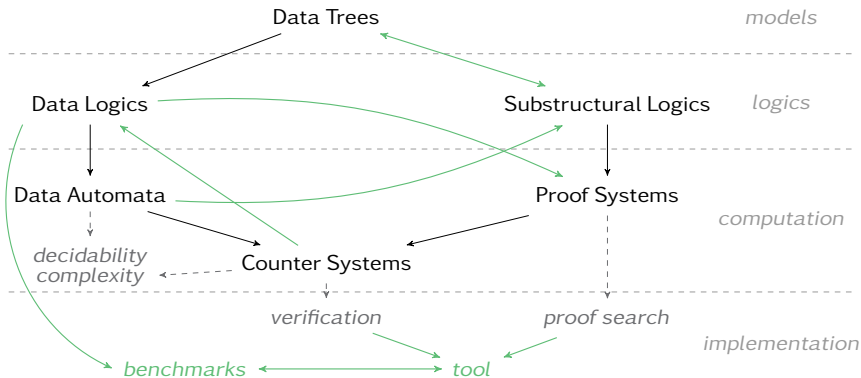 Data Trees
models
Data Logics
Substructural Logics
logics
Data Automata
Proof Systems
computation
decidability
complexity
Counter Systems
verification
proof search
implementation
benchmarks
tool